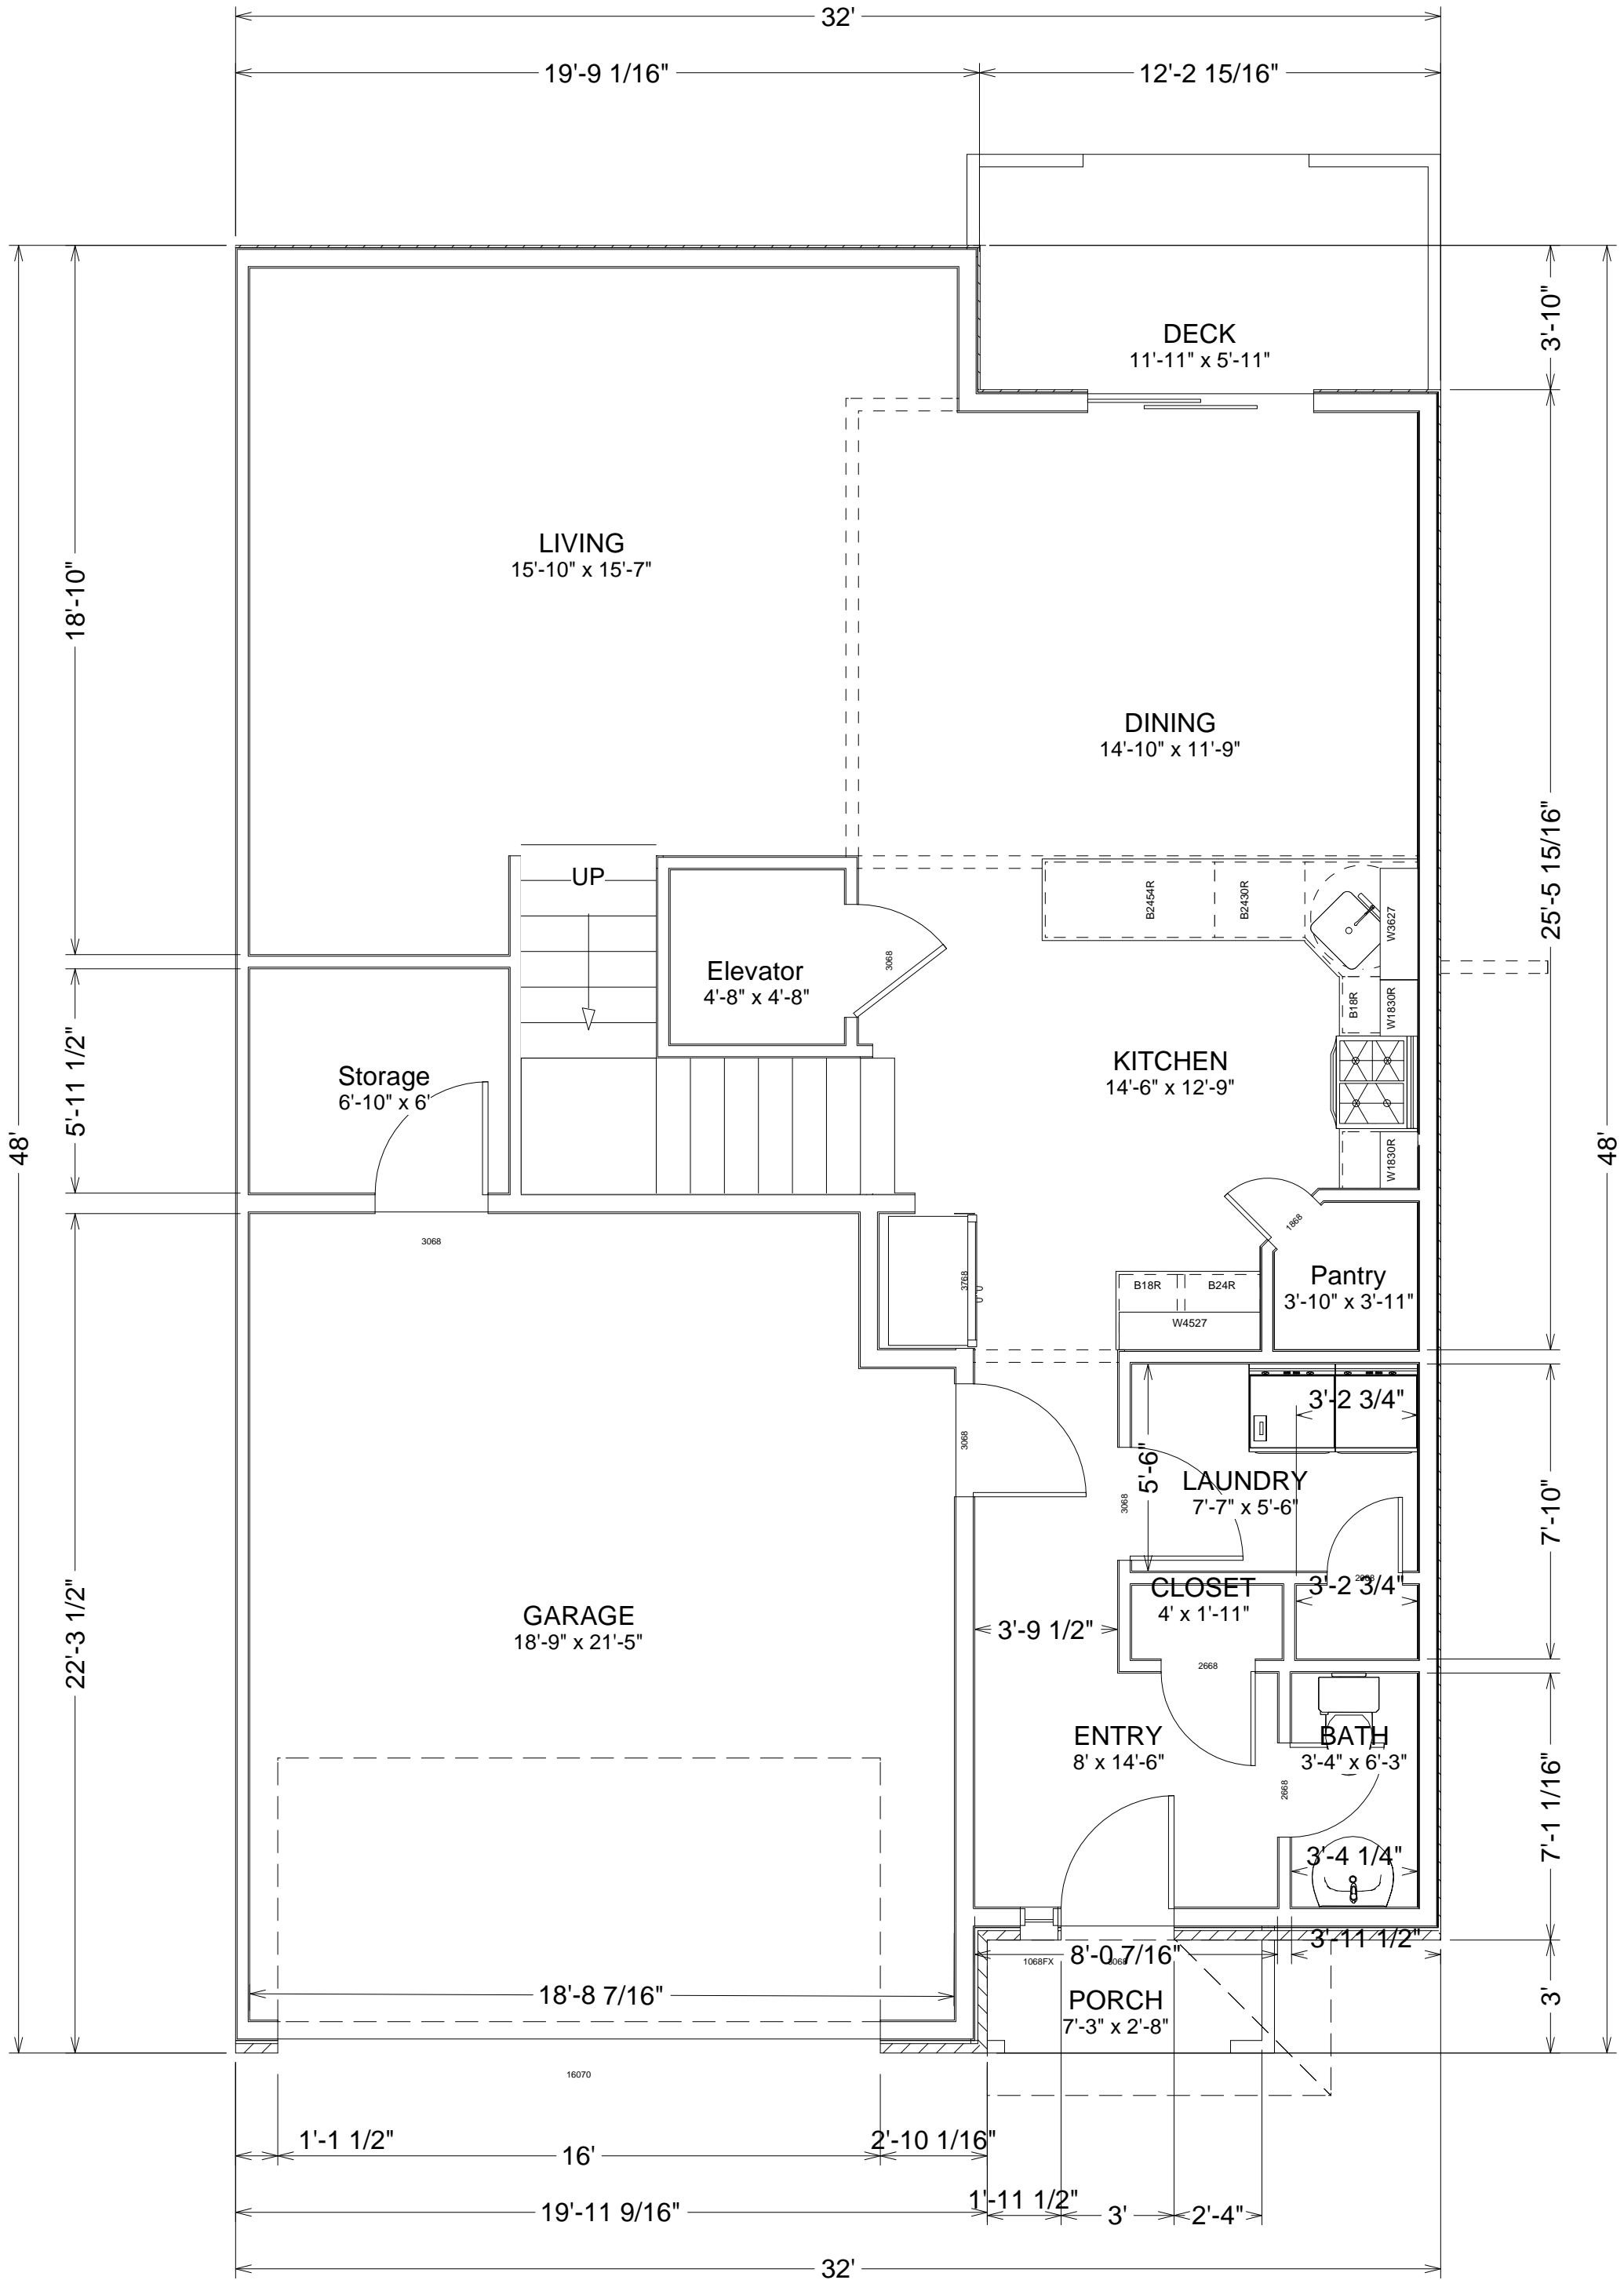 32'
19'-9 1/16"
12'-2 15/16"
DECK
11'-11" x 5'-11"
3'-10"
LIVING
15'-10" x 15'-7"
18'-10"
DINING
14'-10" x 11'-9"
25'-5 15/16"
UP
B2454R
B2430R
W3627
Elevator
4'-8" x 4'-8"
3068
B18R
W1830R
KITCHEN
14'-6" x 12'-9"
Storage
6'-10" x 6'
5'-11 1/2"
48'
48'
W1830R
1868
3068
3768
Pantry
3'-10" x 3'-11"
B18R
B24R
W4527
3'-2 3/4"
3068
5'-6"
LAUNDRY
7'-7" x 5'-6"
3068
7'-10"
CLOSET
4' x 1'-11"
3'-2 3/4"
GARAGE
18'-9" x 21'-5"
22'-3 1/2"
3'-9 1/2"
2668
ENTRY
8' x 14'-6"
BATH
3'-4" x 6'-3"
2668
7'-1 1/16"
3'-4 1/4"
3'-11 1/2"
8'-0 7/16"
1068FX
3068
18'-8 7/16"
PORCH
7'-3" x 2'-8"
3'
16070
1'-1 1/2"
16'
2'-10 1/16"
1'-11 1/2"
19'-11 9/16"
3'
2'-4"
32'